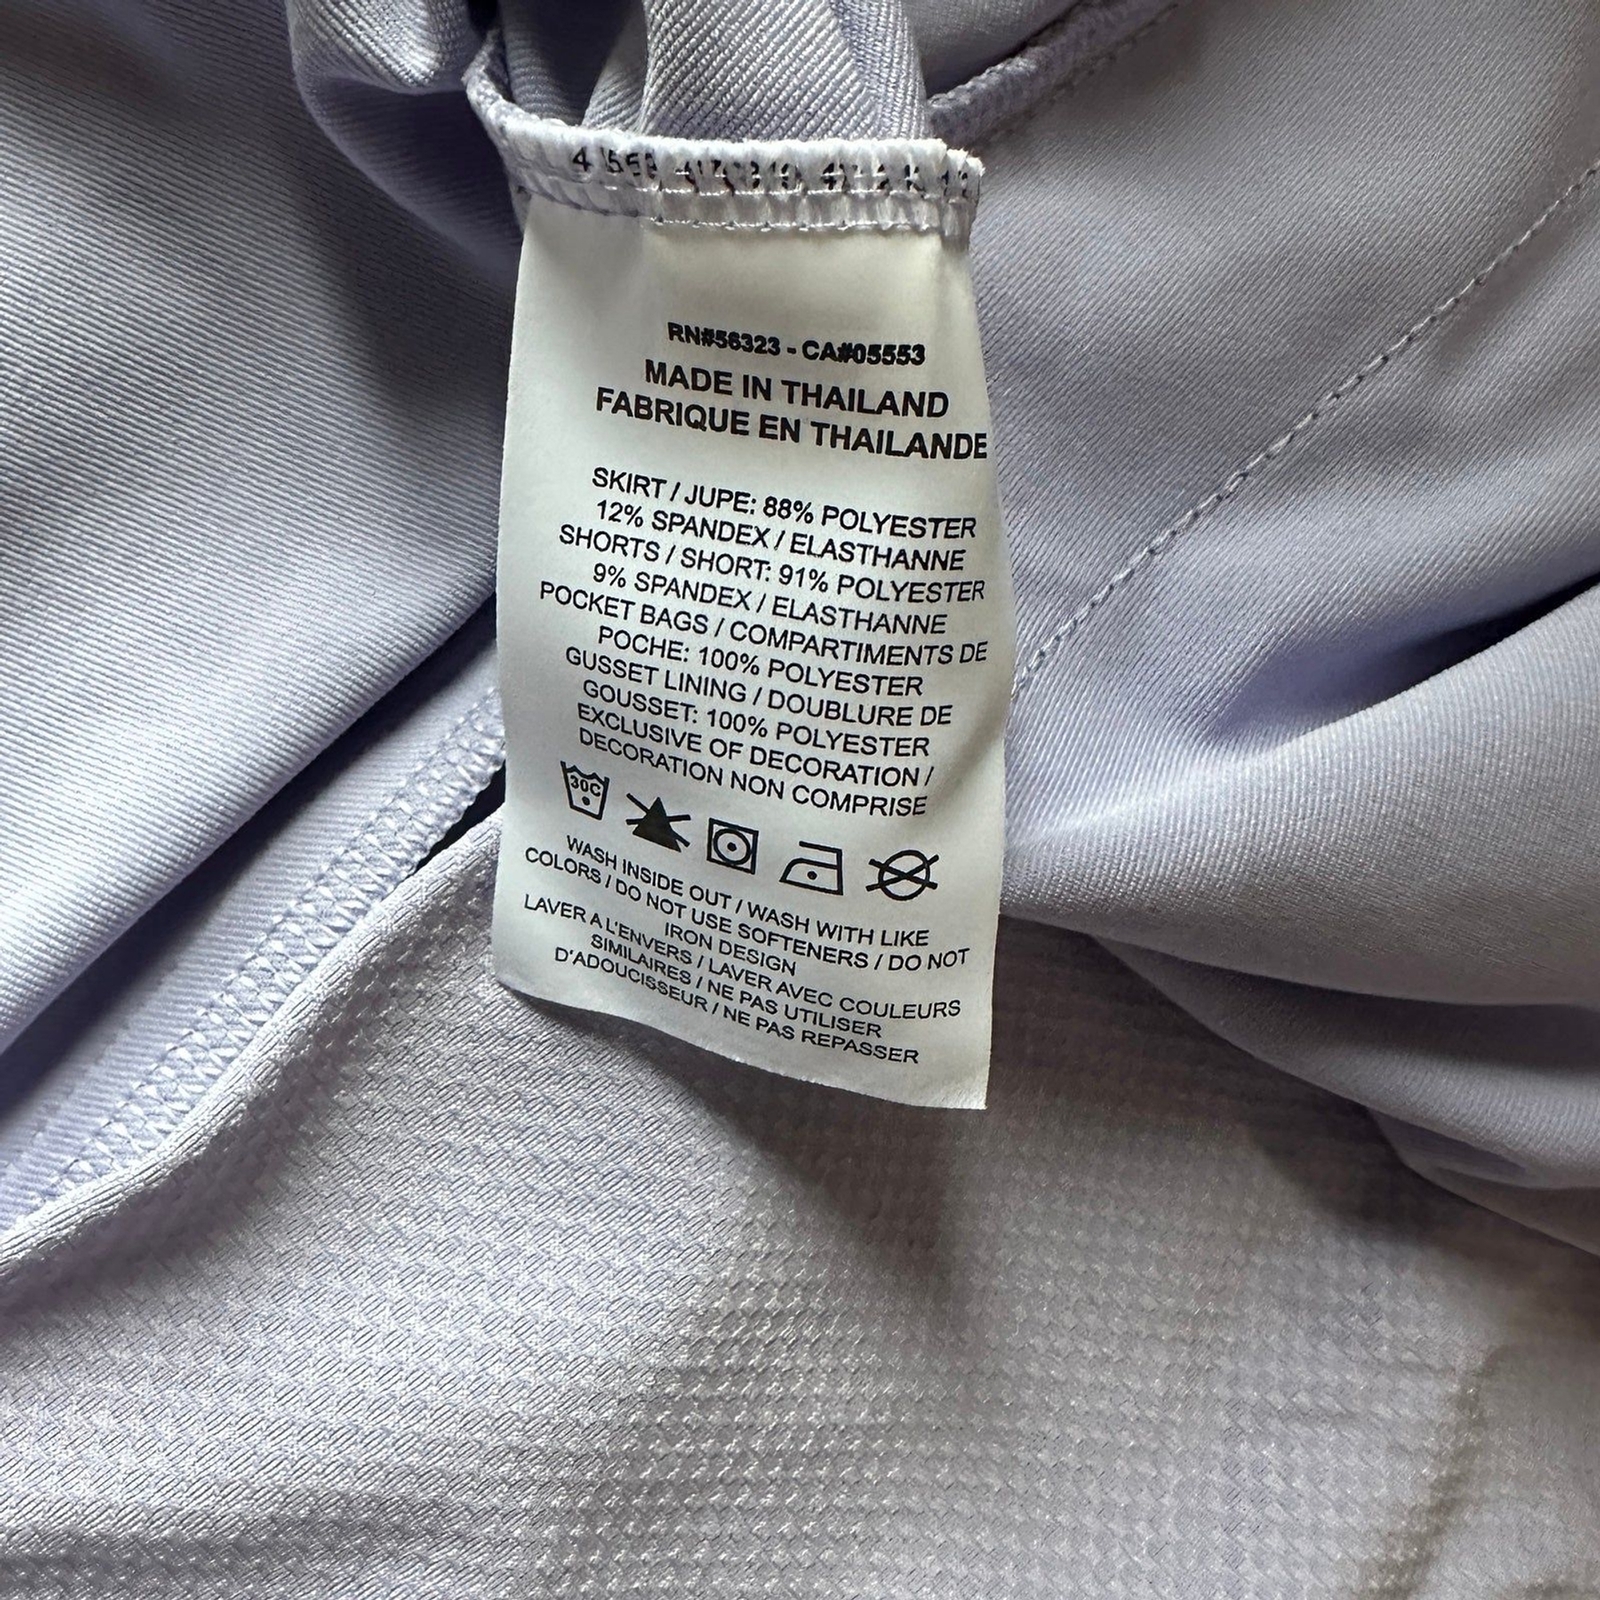 RN#56323 - CA#05553
MADE IN THAILAND
FABRIQUE EN THAILANDE
SKIRT / JUPE: 88% POLYESTER
12% SPANDEX / ELASTHANNE
SHORTS / SHORT: 91% POLYESTER
9% SPANDEX / ELASTHANNE
POCKET BAGS / COMPARTIMENTS DE
POCHE: 100% POLYESTER
GUSSET LINING / DOUBLURE DE
GOUSSET: 100% POLYESTER
EXCLUSIVE OF DECORATION /
DECORATION NON COMPRISE
30C
WASH INSIDE OUT / WASH WITH LIKE
COLORS / DO NOT USE SOFTENERS / DO NOT
IRON DESIGN
LAVER A L'ENVERS / LAVER AVEC COULEURS
SIMILAIRES / NE PAS UTILISER
D'ADOUCISSEUR / NE PAS REPASSER